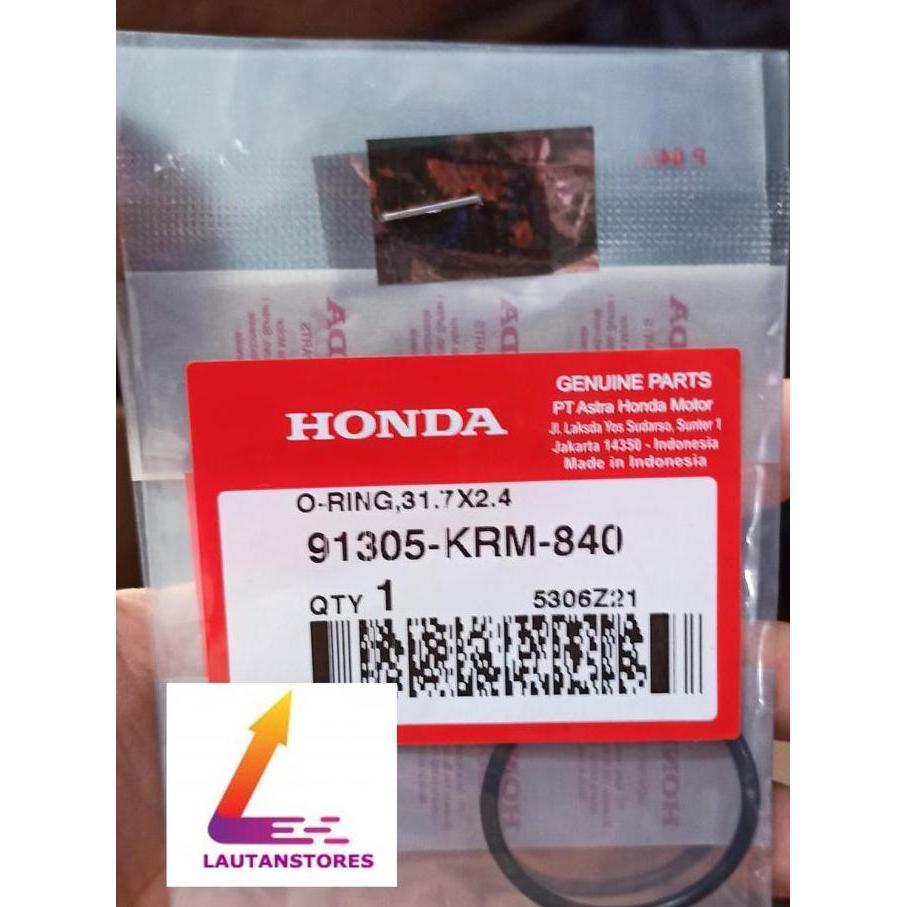 HONDA
GENUINE PARTS
PT Astra Honda Motor
Jl. Laksda Yos Sudarso, Sunter 1
Jakarta 14350 - Indonesia
Made in Indonesia
O-RING,31.7X2.4
91305-KRM-840
QTY 1 5306Z21
LAUTANSTORES
HONDA